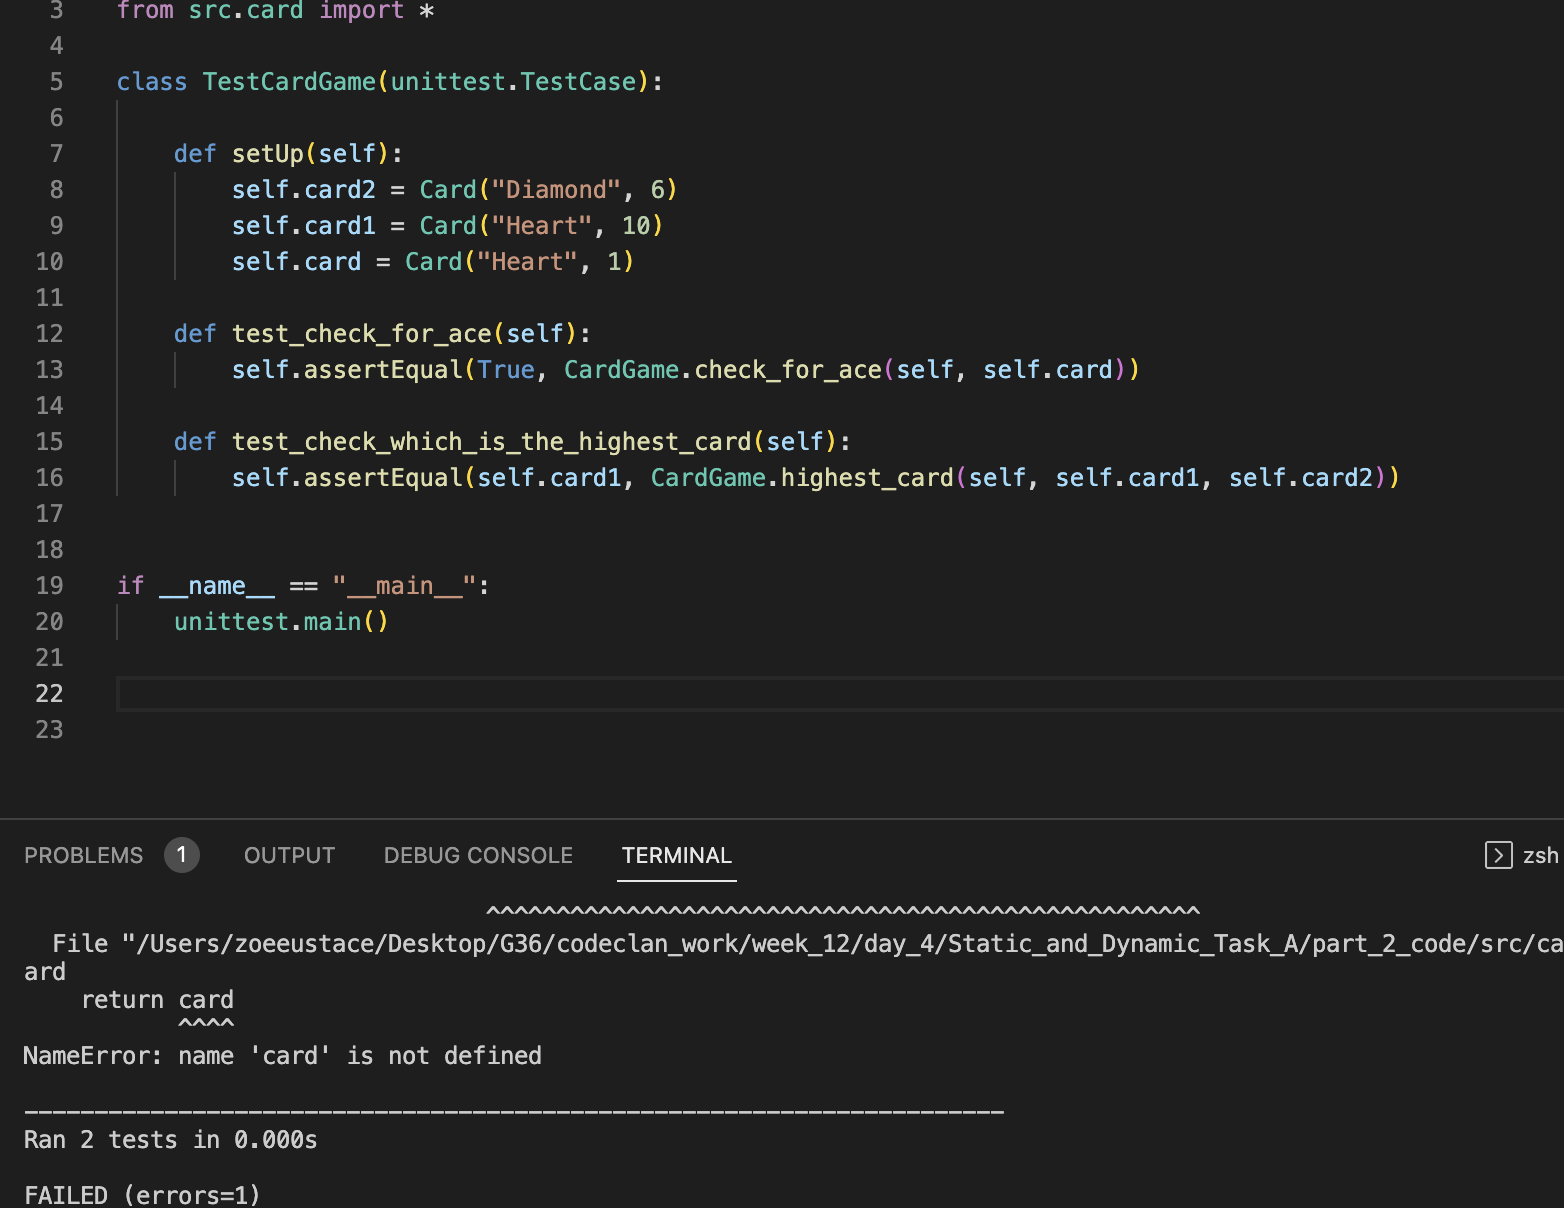 3 from src.card import *
4
5 class TestCardGame(unittest.TestCase):
6
7 def setUp(self):
8 self.card2 = Card("Diamond", 6)
9 self.card1 = Card("Heart", 10)
10 self.card = Card("Heart", 1)
11
12 def test_check_for_ace(self):
13 self.assertEqual(True, CardGame.check_for_ace(self, self.card))
14
15 def test_check_which_is_the_highest_card(self):
16 self.assertEqual(self.card1, CardGame.highest_card(self, self.card1, self.card2))
17
18
19 if __name__ == "__main__":
20 unittest.main()
21
22
23
PROBLEMS 1 OUTPUT DEBUG CONSOLE TERMINAL zsh
^^^^^^^^^^^^^^^^^^^^^^^^^^^^^^^^^^^^^^^^^^^^^^^^^^^
File "/Users/zoeeustace/Desktop/G36/codeclan_work/week_12/day_4/Static_and_Dynamic_Task_A/part_2_code/src/ca
ard
return card
^^^^
NameError: name 'card' is not defined
----------------------------------------------------------------------
Ran 2 tests in 0.000s
FAILED (errors=1)